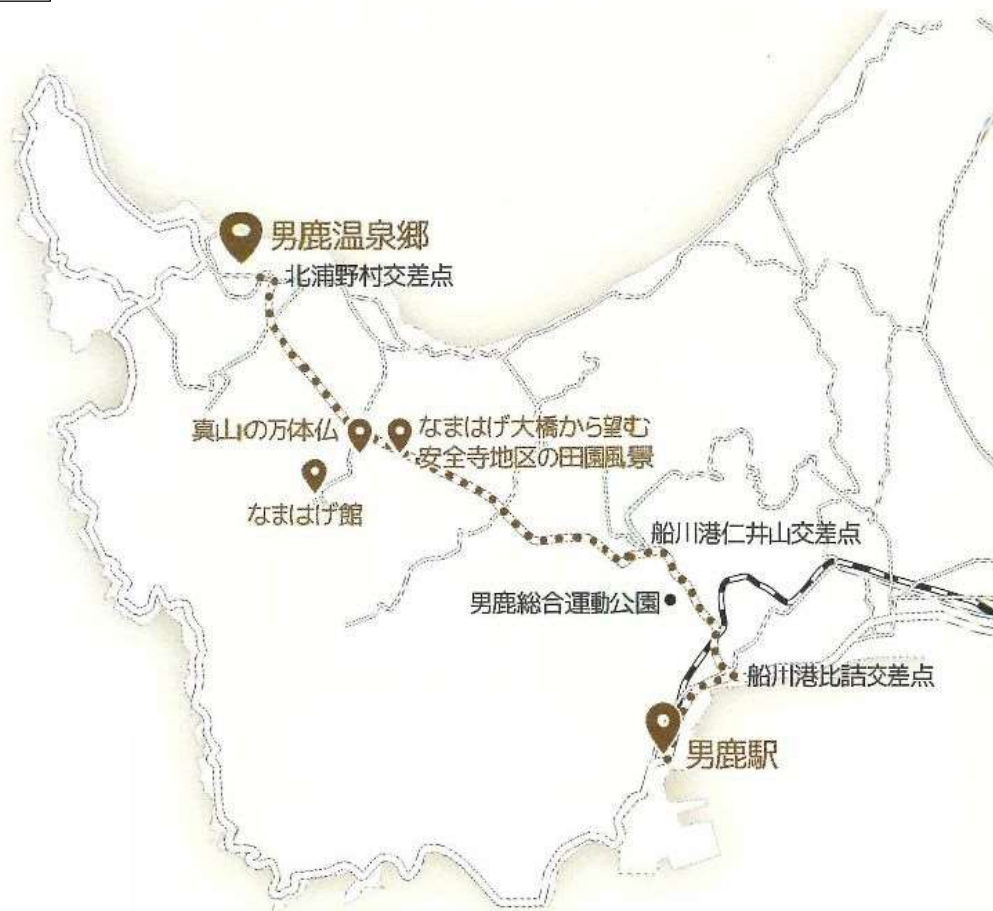 男鹿温泉郷
北浦野村交差点
真山の万体仏
なまはげ大橋から望む
安全寺地区の田園風景
なまはげ館
船川港仁井山交差点
男鹿総合運動公園
船川港比詰交差点
男鹿駅